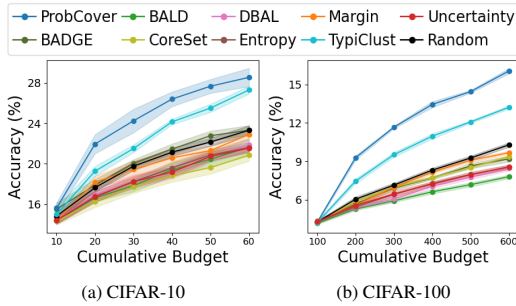 ProbCover BALD DBAL Margin Uncertainty
BADGE CoreSet Entropy TypiClust Random
Accuracy (%)
28
24
20
16
10 20 30 40 50 60
Cumulative Budget
(a) CIFAR-10
Accuracy (%)
15
12
9
6
100 200 300 400 500 600
Cumulative Budget
(b) CIFAR-100